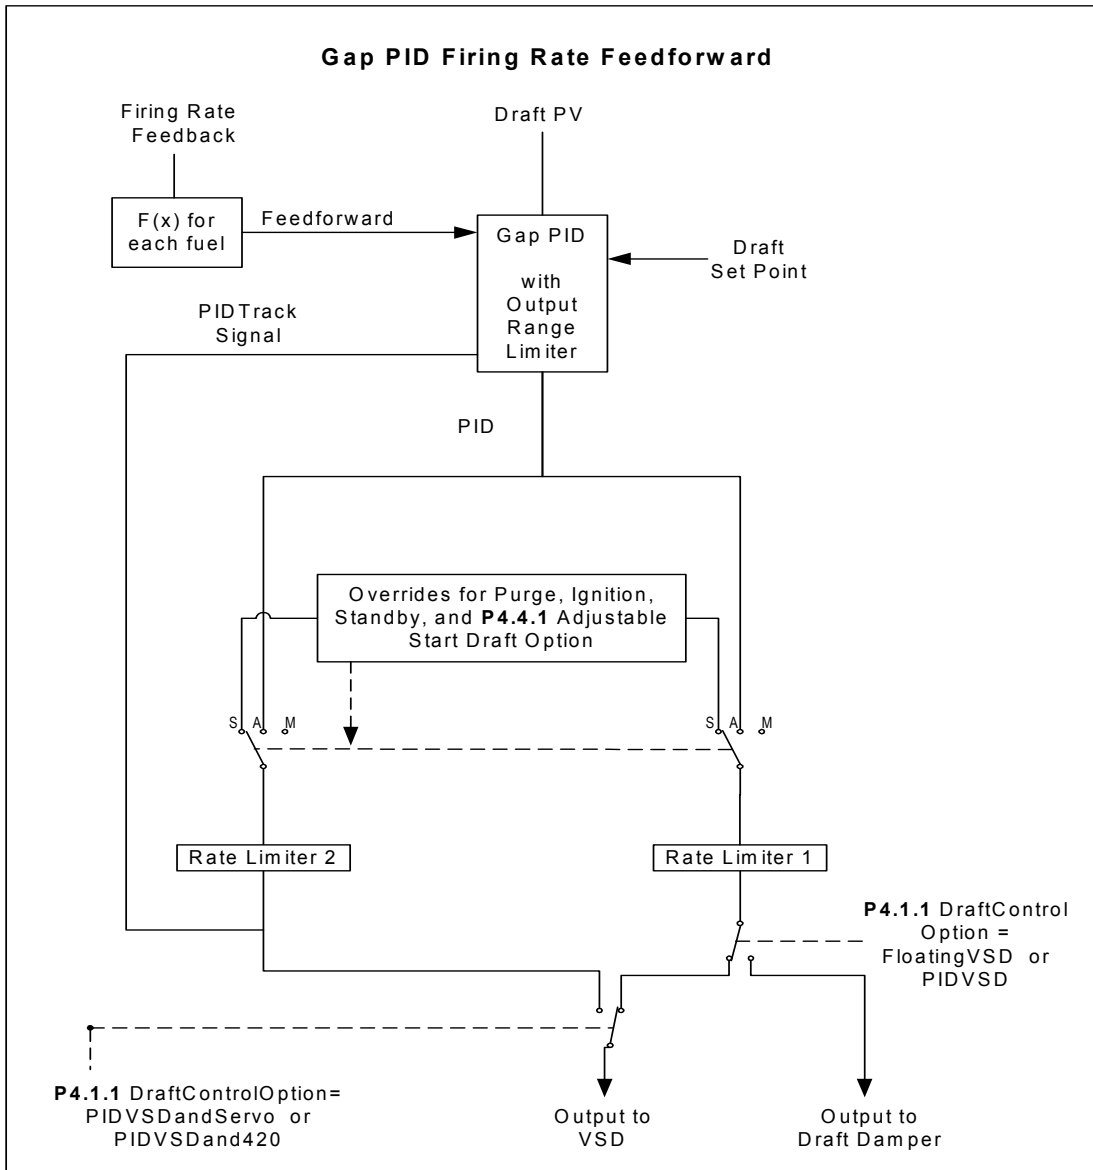 Gap PID Firing Rate Feedforward
Firing Rate
Feedback
Draft PV
F(x) for
each fuel
Feedforward
Gap PID
with
Output
Range
Limiter
Draft
Set Point
PIDTrack
Signal
PID
Overrides for Purge, Ignition,
Standby, and P4.4.1 Adjustable
Start Draft Option
S A M
S A M
Rate Limiter 2
Rate Limiter 1
P4.1.1 DraftControl
Option =
FloatingVSD or
PIDVSD
P4.1.1 DraftControlOption=
PIDVSDandServo or
PIDVSDand420
Output to
VSD
Output to
Draft Damper